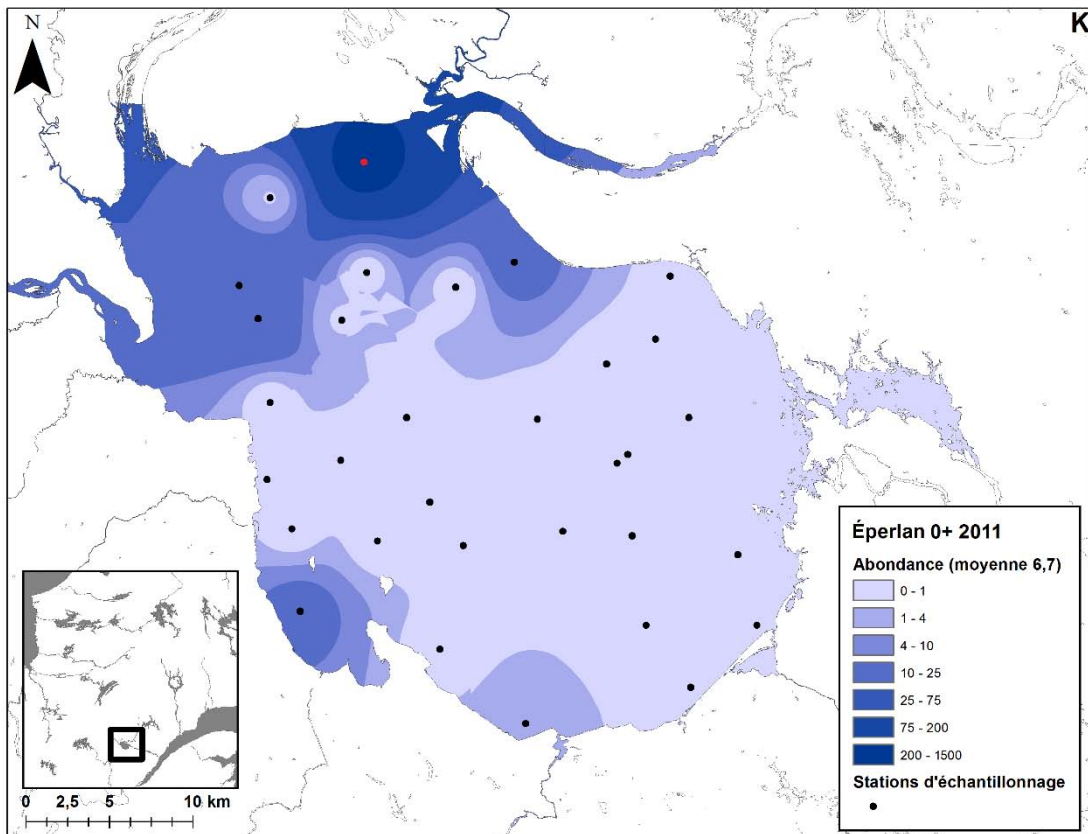 N
K
Éperlan 0+ 2011
Abondance (moyenne 6,7)
0 - 1
1 - 4
4 - 10
10 - 25
25 - 75
75 - 200
200 - 1500
Stations d'échantillonnage
0 2,5 5 10 km